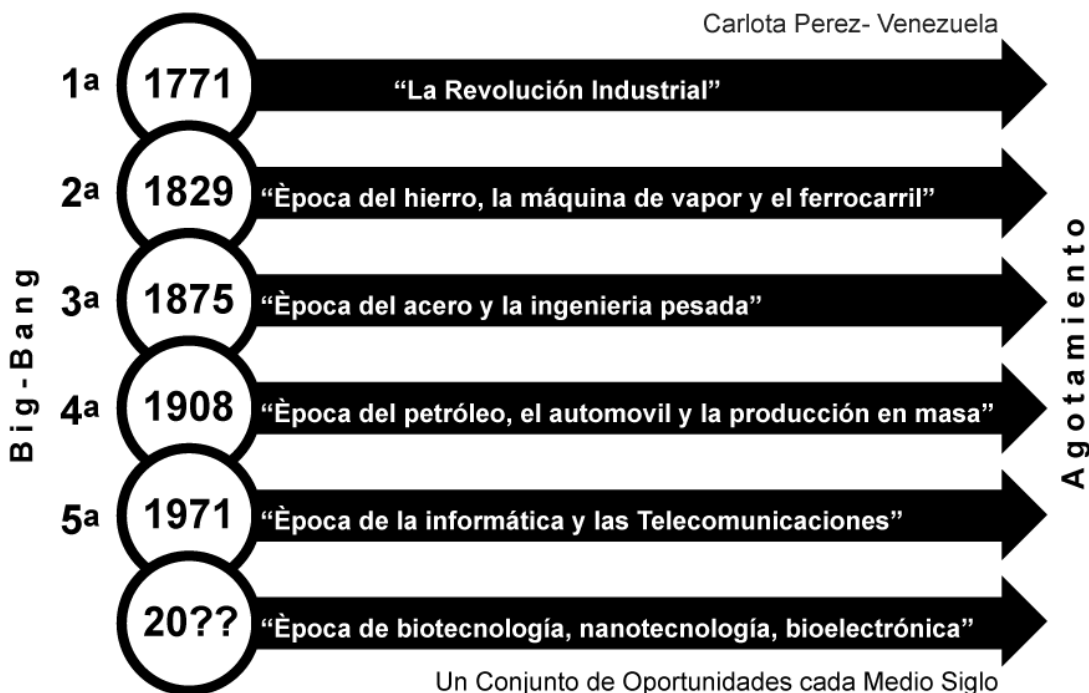 Carlota Perez- Venezuela
1ª
1771
“La Revolución Industrial”
2ª
1829
“Època del hierro, la máquina de vapor y el ferrocarril”
3ª
1875
“Època del acero y la ingenieria pesada”
4ª
1908
“Època del petróleo, el automovil y la producción en masa”
5ª
1971
“Època de la informática y las Telecomunicaciones”
20??
“Època de biotecnología, nanotecnología, bioelectrónica”
Big-Bang
Agotamiento
Un Conjunto de Oportunidades cada Medio Siglo